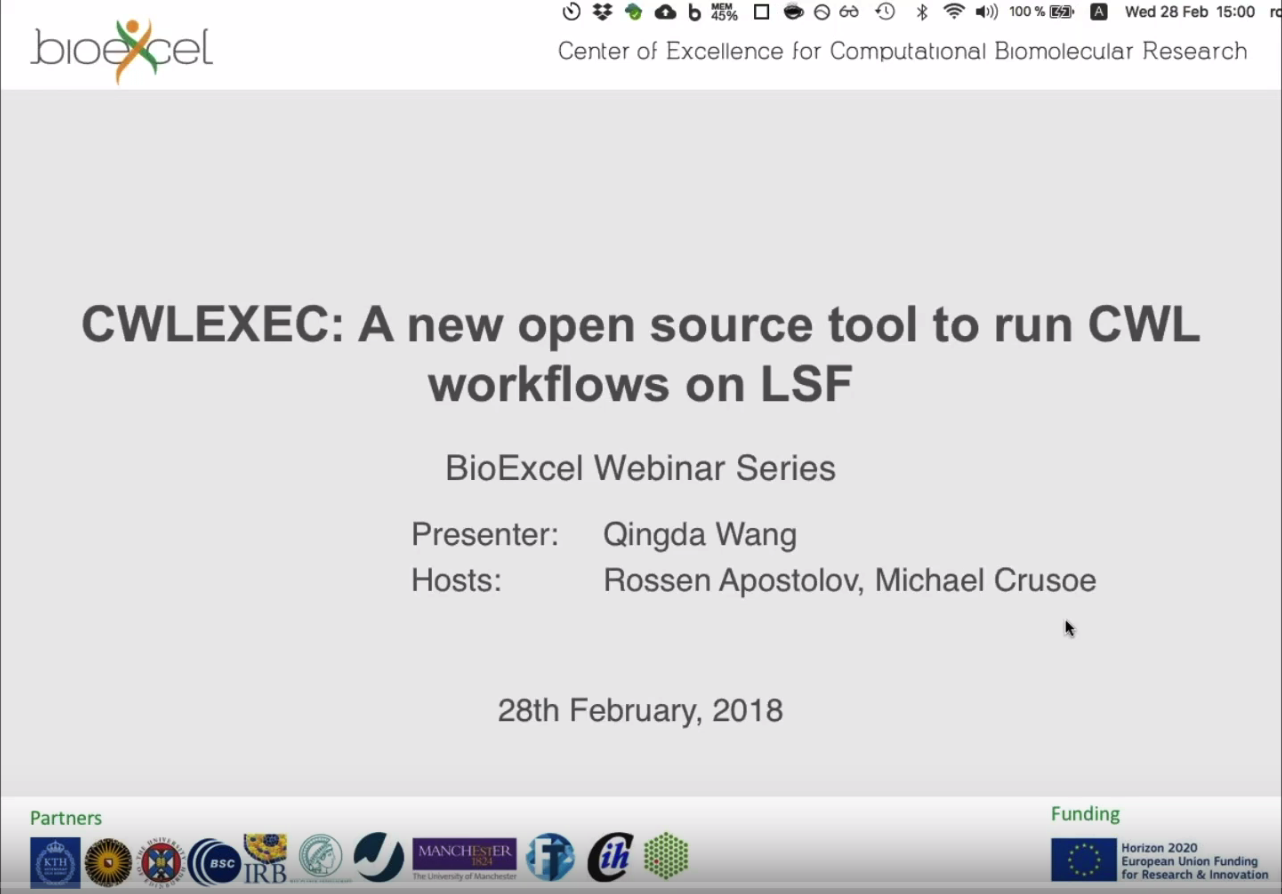 MEM
45%
100 %
A
Wed 28 Feb 15:00
bioexcel
Center of Excellence for Computational Biomolecular Research
CWLEXEC: A new open source tool to run CWL
workflows on LSF
BioExcel Webinar Series
Presenter: Qingda Wang
Hosts: Rossen Apostolov, Michael Crusoe
28th February, 2018
Partners
Funding
KTH
BSC
IRB
MANCHESTER
1824
The University of Manchester
ih
Horizon 2020
European Union Funding
for Research & Innovation